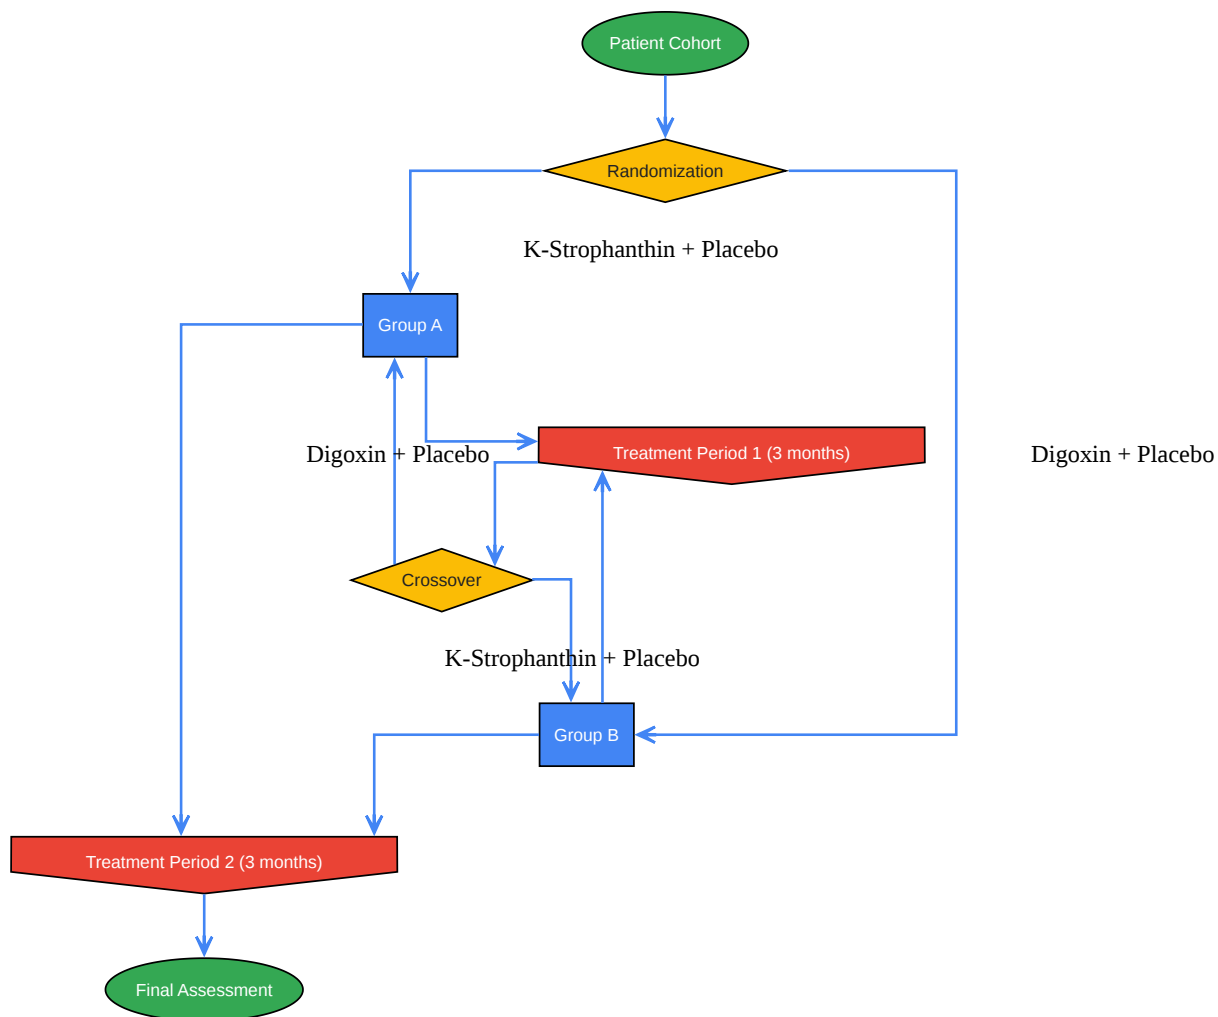 Patient Cohort
Randomization
K-Strophanthin + Placebo
Group A
Treatment Period 1 (3 months)
Digoxin + Placebo
Digoxin + Placebo
Crossover
K-Strophanthin + Placebo
Group B
Treatment Period 2 (3 months)
Final Assessment